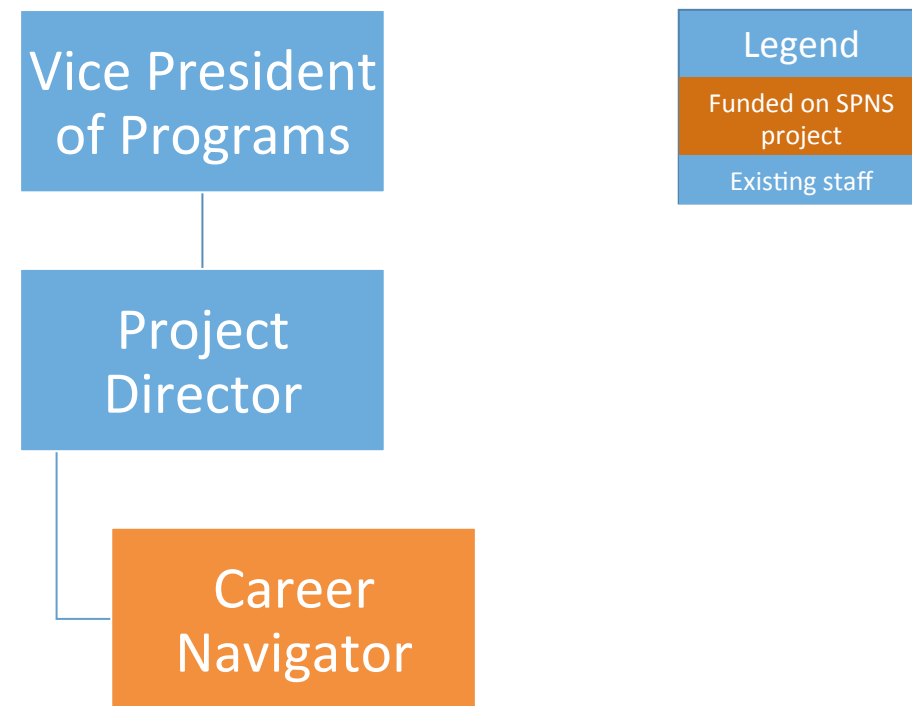 Vice President
of Programs
Legend
Funded on SPNS
project
Existing staff
Project
Director
Career
Navigator